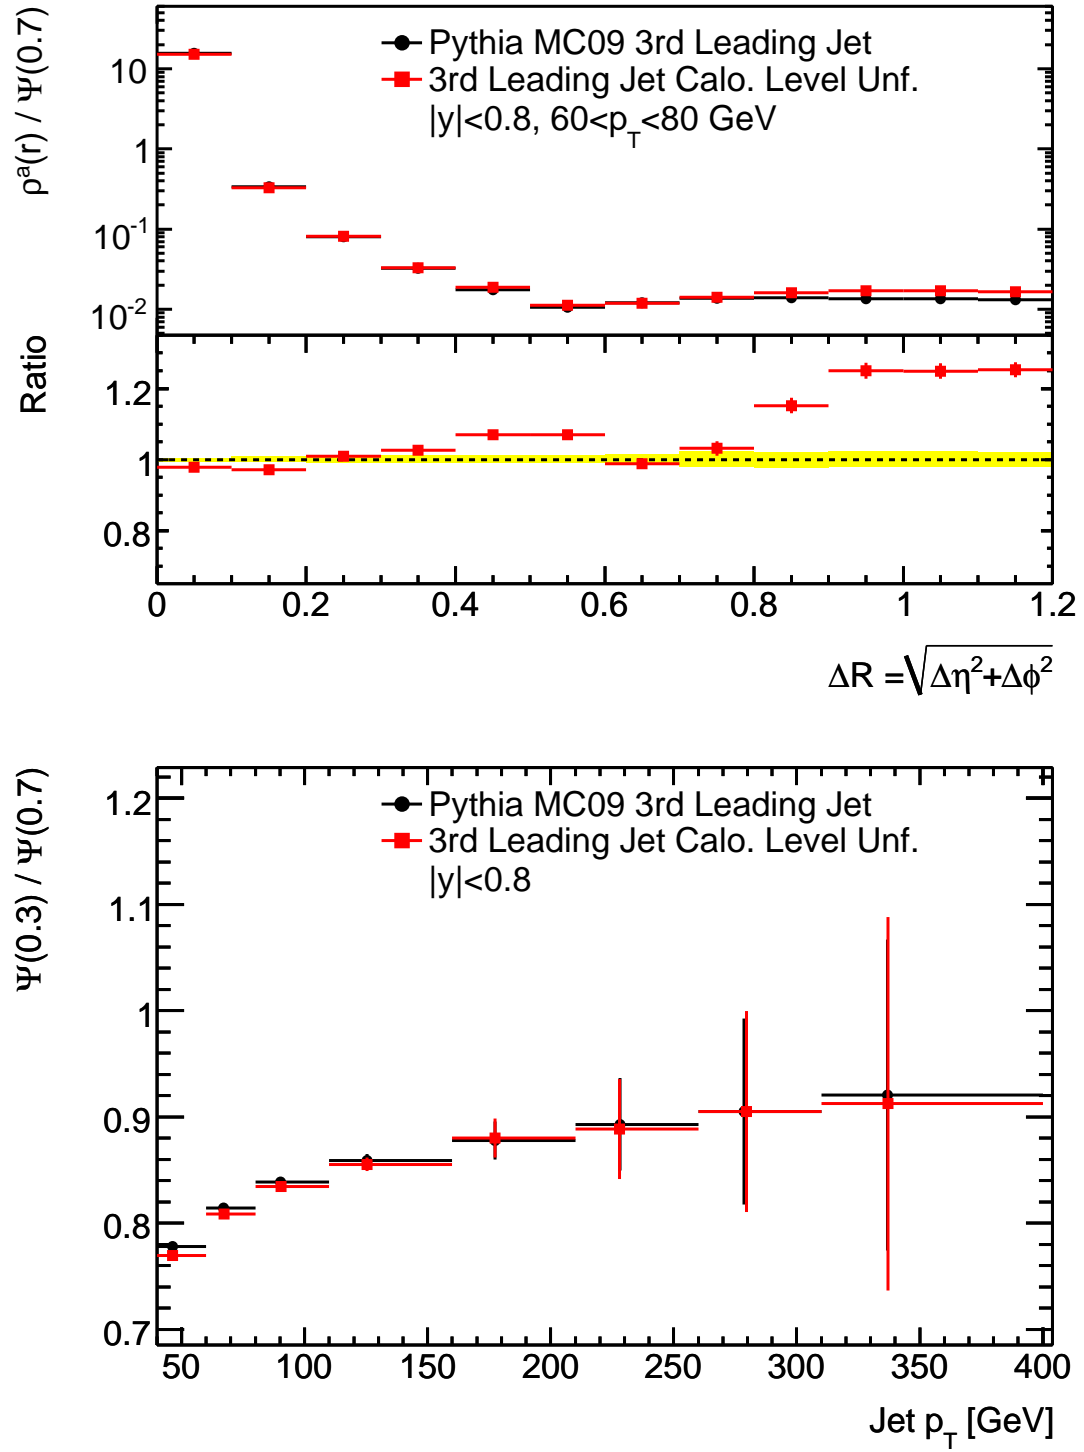 ρᵃ(r) / Ψ(0.7)
Pythia MC09 3rd Leading Jet
3rd Leading Jet Calo. Level Unf.
|y|<0.8, 60<p_T<80 GeV
10
1
10⁻¹
10⁻²
Ratio
1.2
1
0.8
0 0.2 0.4 0.6 0.8 1 1.2
ΔR = √Δη²+Δϕ²
Ψ(0.3) / Ψ(0.7)
Pythia MC09 3rd Leading Jet
3rd Leading Jet Calo. Level Unf.
|y|<0.8
1.2
1.1
1
0.9
0.8
0.7
50 100 150 200 250 300 350 400
Jet p_T [GeV]